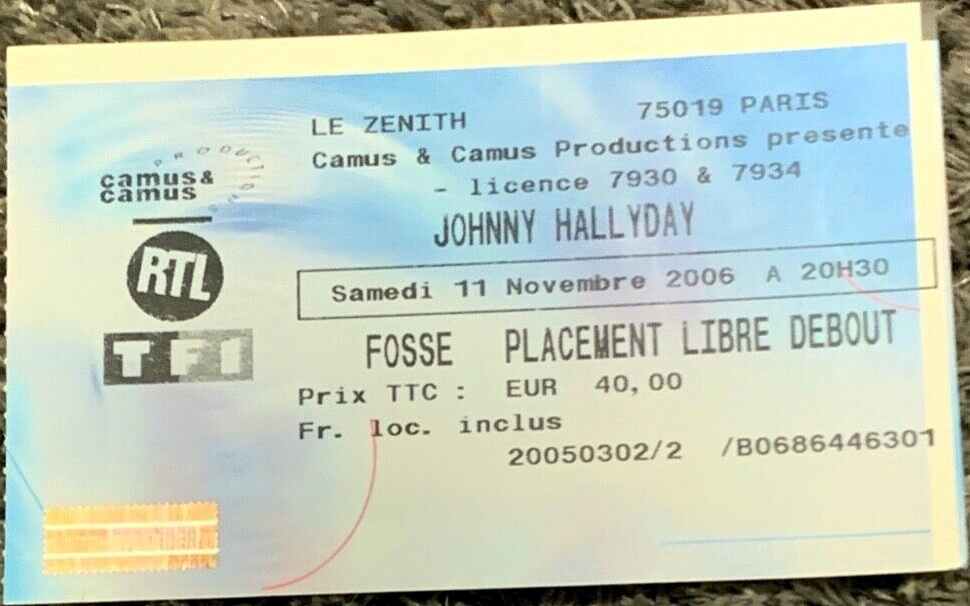 LE ZENITH 75019 PARIS
Camus & Camus Productions presente
- licence 7930 & 7934
JOHNNY HALLYDAY
Samedi 11 Novembre 2006 A 20H30
FOSSE PLACEMENT LIBRE DEBOUT
Prix TTC : EUR 40,00
Fr. loc. inclus
20050302/2 /B0686446301
PRODUCTIONS
camus&
camus
RTL
TF1